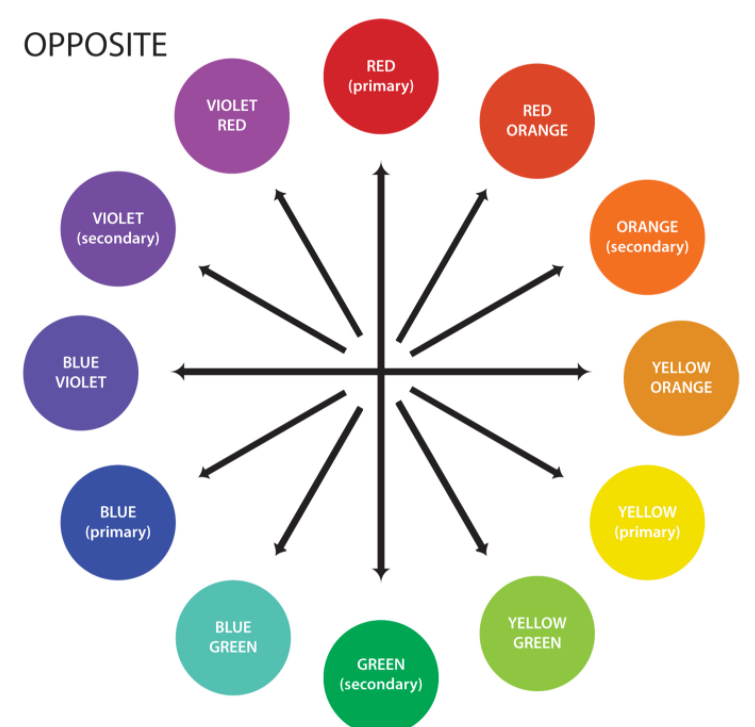 OPPOSITE
RED
(primary)
RED
ORANGE
ORANGE
(secondary)
YELLOW
ORANGE
YELLOW
(primary)
YELLOW
GREEN
GREEN
(secondary)
BLUE
GREEN
BLUE
(primary)
BLUE
VIOLET
VIOLET
(secondary)
VIOLET
RED